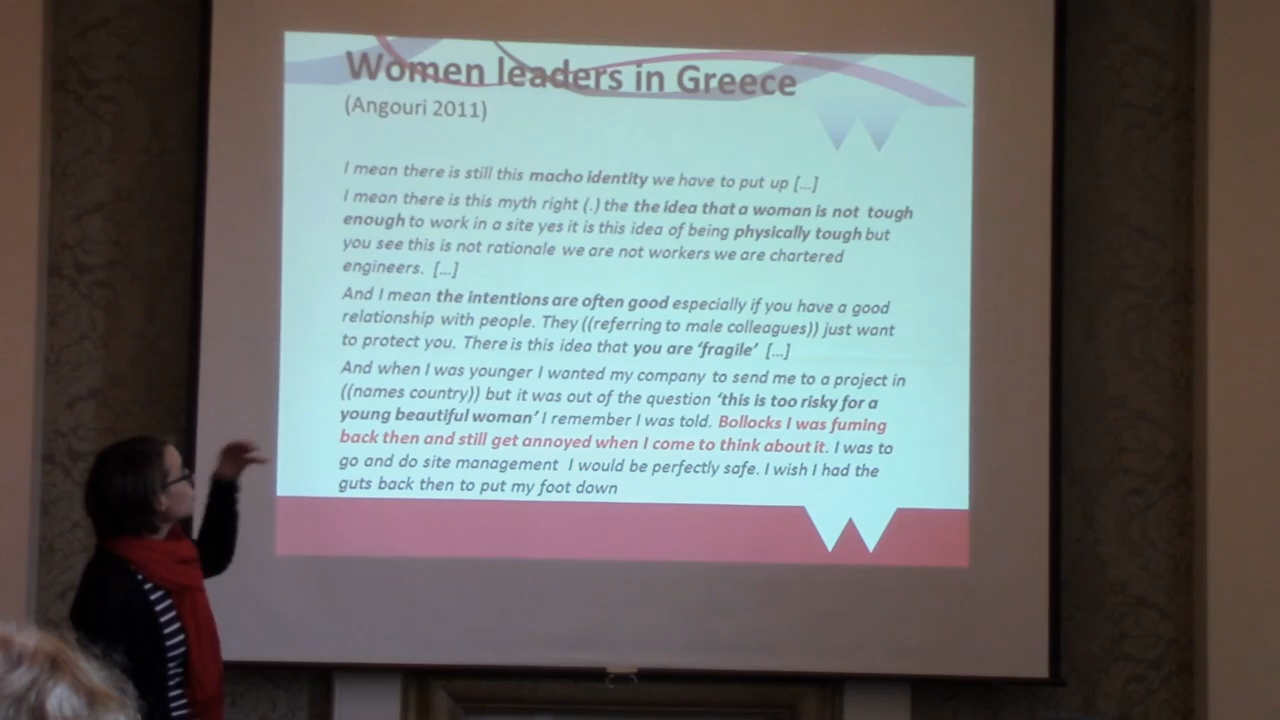 Women leaders in Greece
(Angouri 2011)
I mean there is still this macho identity we have to put up [...]
I mean there is this myth right (.) the the idea that a woman is not tough
enough to work in a site yes it is this idea of being physically tough but
you see this is not rationale we are not workers we are chartered
engineers. [...]
And I mean the intentions are often good especially if you have a good
relationship with people. They ((referring to male colleagues)) just want
to protect you. There is this idea that you are ‘fragile’ [...]
And when I was younger I wanted my company to send me to a project in
((names country)) but it was out of the question ‘this is too risky for a
young beautiful woman’ I remember I was told. Bollocks I was fuming
back then and still get annoyed when I come to think about it. I was to
go and do site management I would be perfectly safe. I wish I had the
guts back then to put my foot down